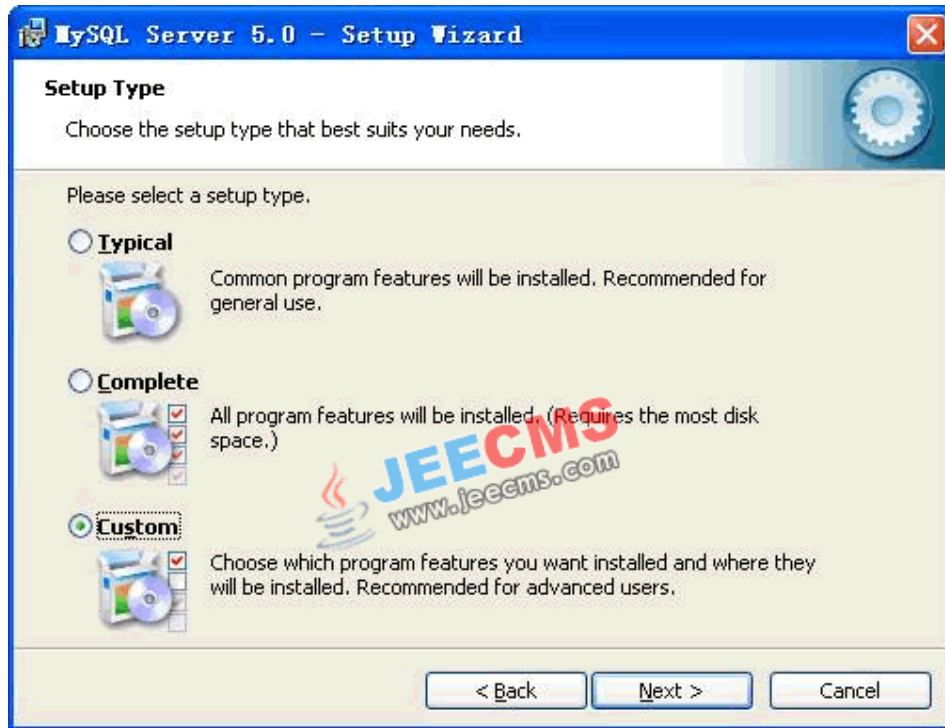 MySQL Server 5.0 - Setup Wizard
Setup Type
Choose the setup type that best suits your needs.
Please select a setup type.
Typical
Common program features will be installed. Recommended for
general use.
Complete
All program features will be installed. (Requires the most disk
space.)
JEECMS
www.jeecms.com
Custom
Choose which program features you want installed and where they
will be installed. Recommended for advanced users.
< Back
Next >
Cancel